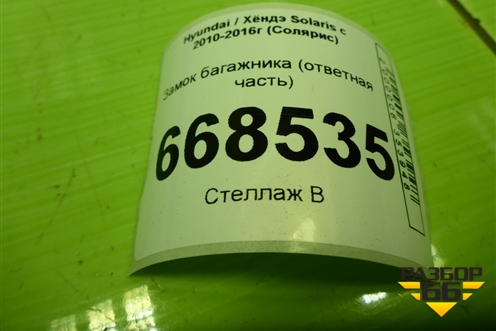 Hyundai / Хёндэ Solaris с
2010-2016г (Солярис)
Замок багажника (ответная
часть)
668535
Стеллаж В
РАЗБОР
66